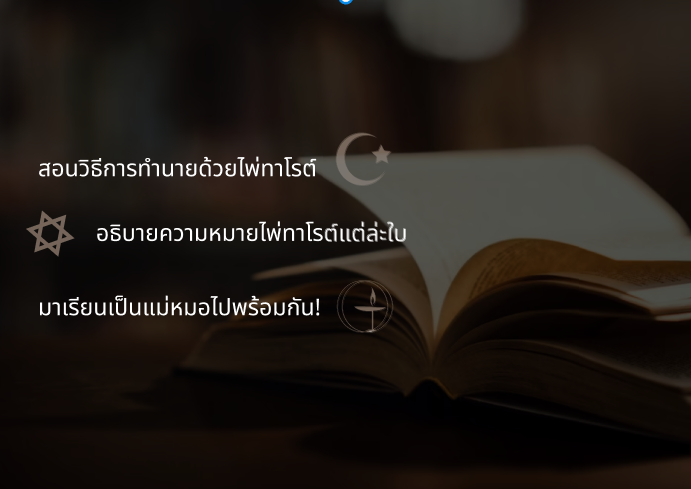 สอนวิธีการทำนายด้วยไพ่ทาโรต์
อธิบายความหมายไพ่ทาโรต์แต่ล่ะใบ
มาเรียนเป็นแม่หมอไปพร้อมกัน!